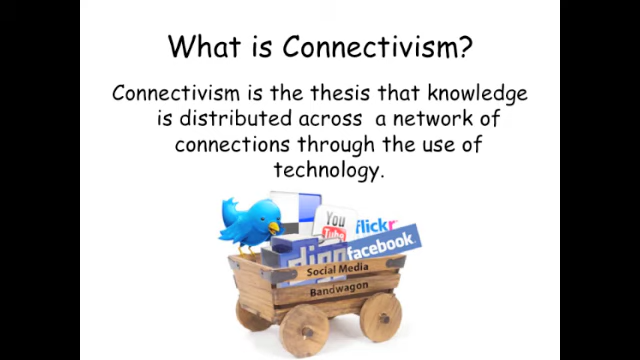 What is Connectivism?
Connectivism is the thesis that knowledge
is distributed across a network of
connections through the use of
technology.
You
Tube
flickr
digg
facebook
Social Media
Bandwagon